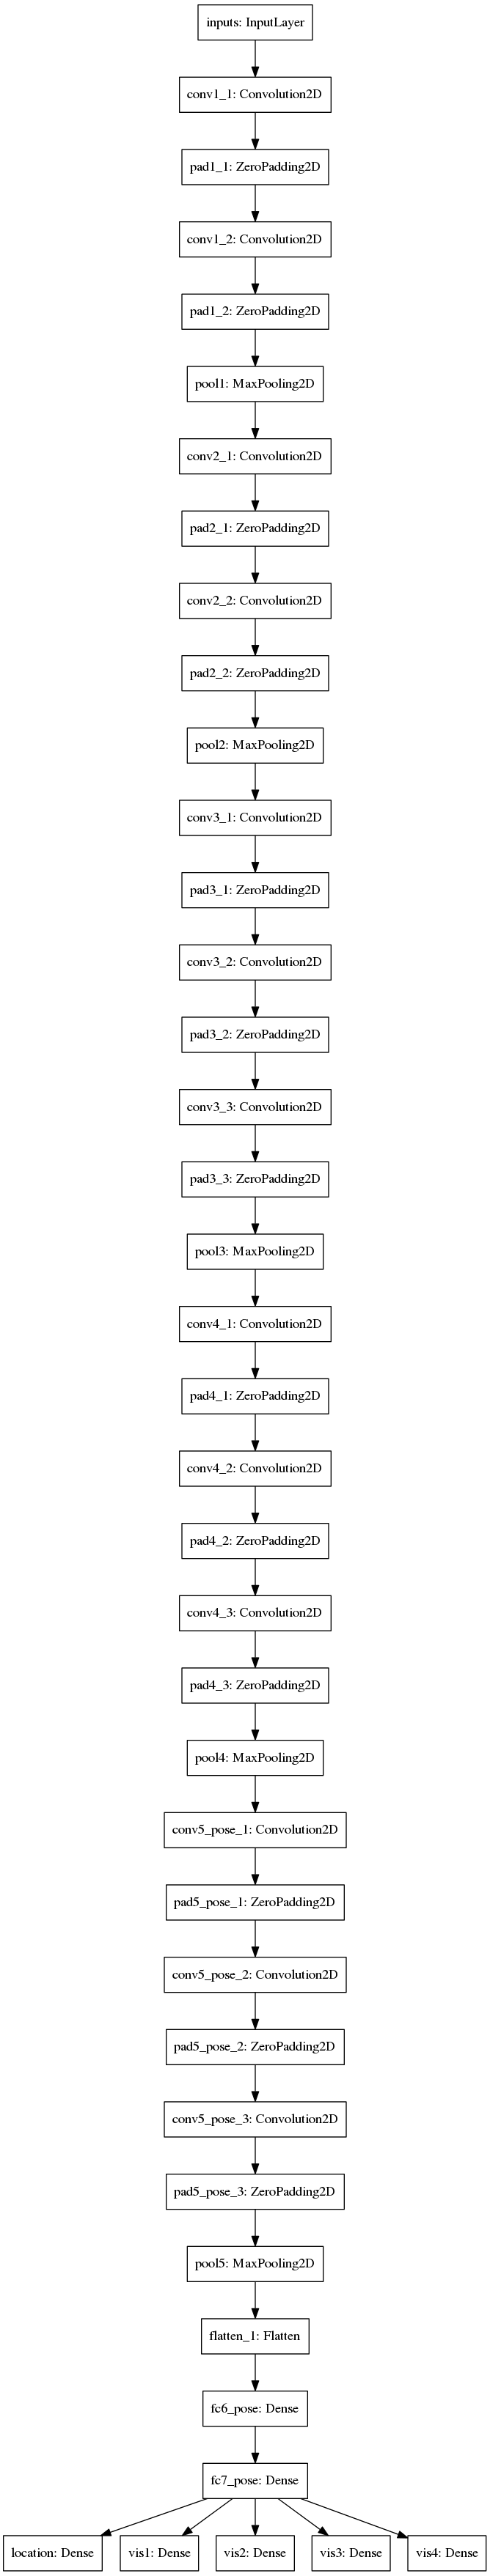 inputs: InputLayer
conv1_1: Convolution2D
pad1_1: ZeroPadding2D
conv1_2: Convolution2D
pad1_2: ZeroPadding2D
pool1: MaxPooling2D
conv2_1: Convolution2D
pad2_1: ZeroPadding2D
conv2_2: Convolution2D
pad2_2: ZeroPadding2D
pool2: MaxPooling2D
conv3_1: Convolution2D
pad3_1: ZeroPadding2D
conv3_2: Convolution2D
pad3_2: ZeroPadding2D
conv3_3: Convolution2D
pad3_3: ZeroPadding2D
pool3: MaxPooling2D
conv4_1: Convolution2D
pad4_1: ZeroPadding2D
conv4_2: Convolution2D
pad4_2: ZeroPadding2D
conv4_3: Convolution2D
pad4_3: ZeroPadding2D
pool4: MaxPooling2D
conv5_pose_1: Convolution2D
pad5_pose_1: ZeroPadding2D
conv5_pose_2: Convolution2D
pad5_pose_2: ZeroPadding2D
conv5_pose_3: Convolution2D
pad5_pose_3: ZeroPadding2D
pool5: MaxPooling2D
flatten_1: Flatten
fc6_pose: Dense
fc7_pose: Dense
location: Dense
vis1: Dense
vis2: Dense
vis3: Dense
vis4: Dense